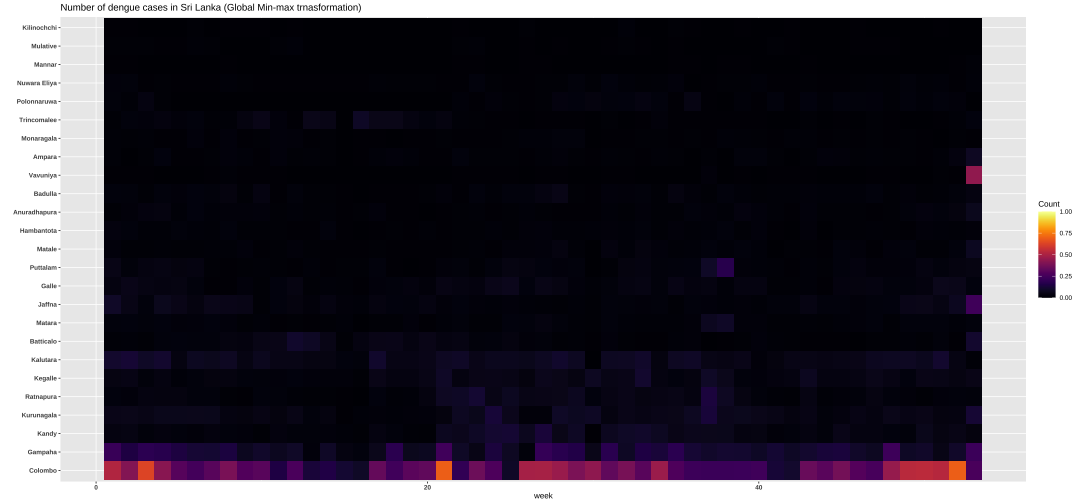 Number of dengue cases in Sri Lanka (Global Min-max trnasformation)
Kilinochchi
Mulative
Mannar
Nuwara Eliya
Polonnaruwa
Trincomalee
Monaragala
Ampara
Vavuniya
Badulla
Anuradhapura
Hambantota
Matale
Puttalam
Galle
Jaffna
Matara
Batticalo
Kalutara
Kegalle
Ratnapura
Kurunagala
Kandy
Gampaha
Colombo
0 20 40
week
Count
1.00
0.75
0.50
0.25
0.00